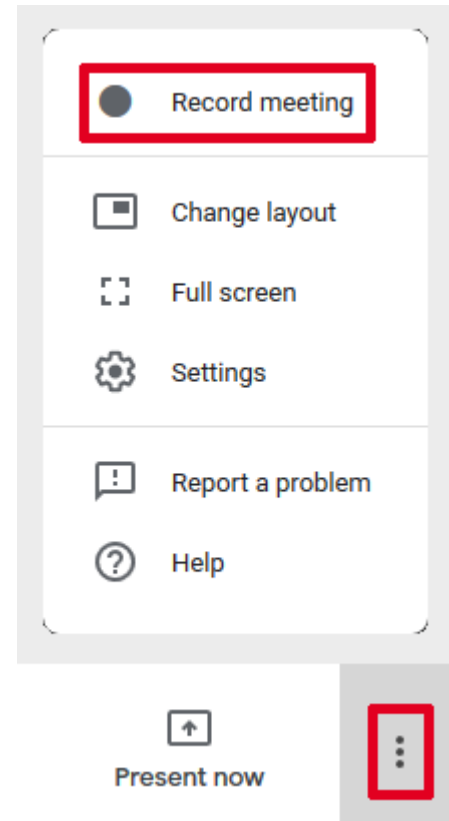 Record meeting
Change layout
Full screen
Settings
Report a problem
Help
Present now